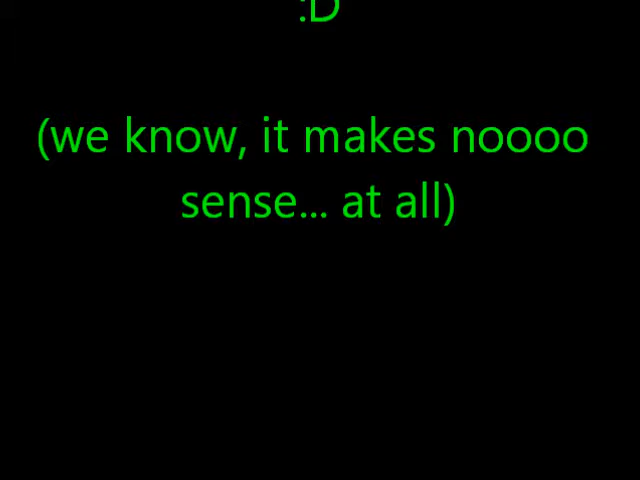 :D
(we know, it makes noooo
sense... at all)